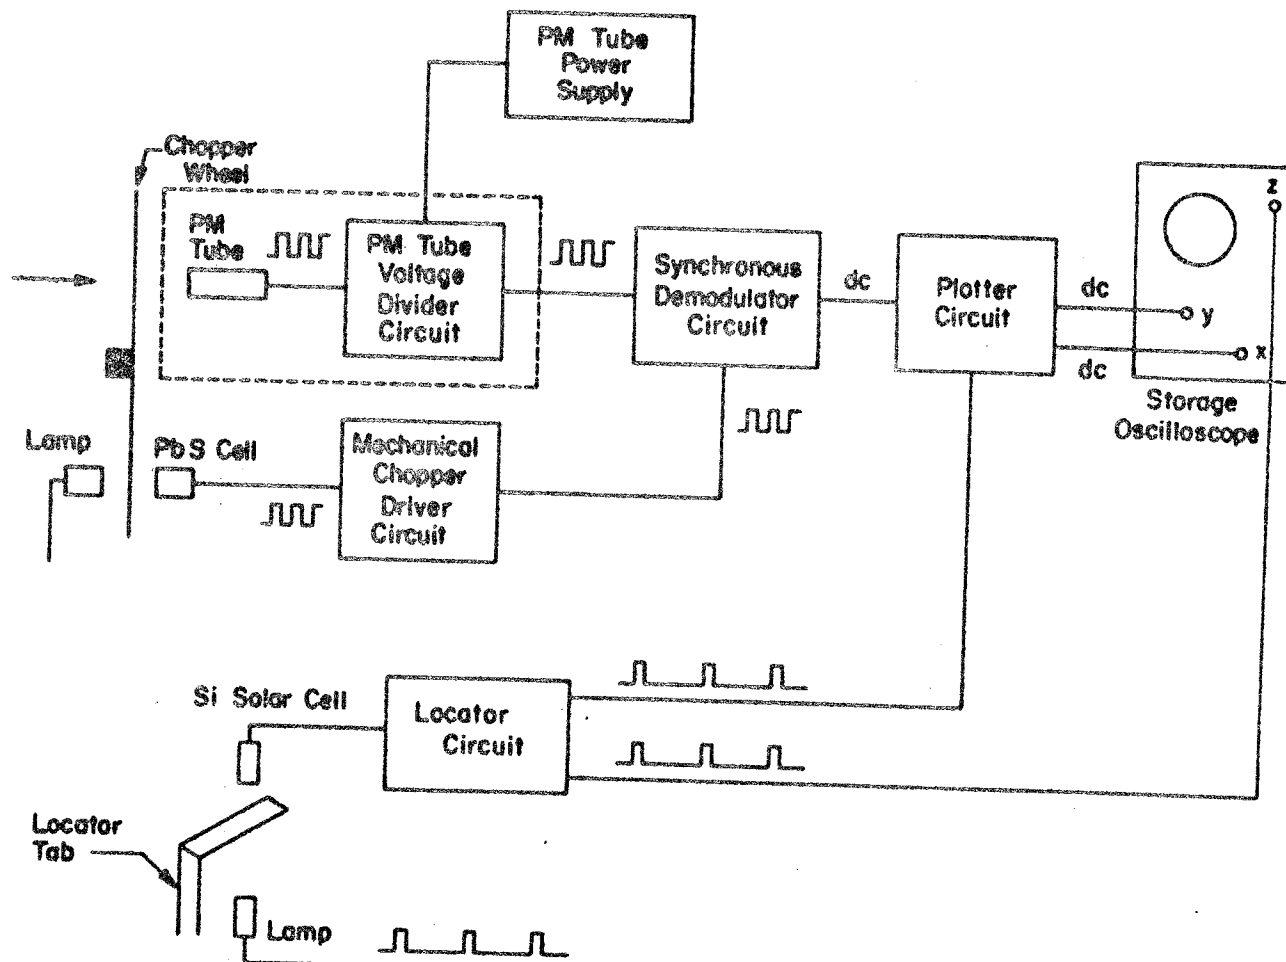 PM Tube
Power
Supply
Chopper
Wheel
PM
Tube
PM Tube
Voltage
Divider
Circuit
Synchronous
Demodulator
Circuit
dc
Plotter
Circuit
dc
dc
z
y
x
Storage
Oscilloscope
Lamp
PbS Cell
Mechanical
Chopper
Driver
Circuit
Si Solar Cell
Locator
Circuit
Locator
Tab
Lamp